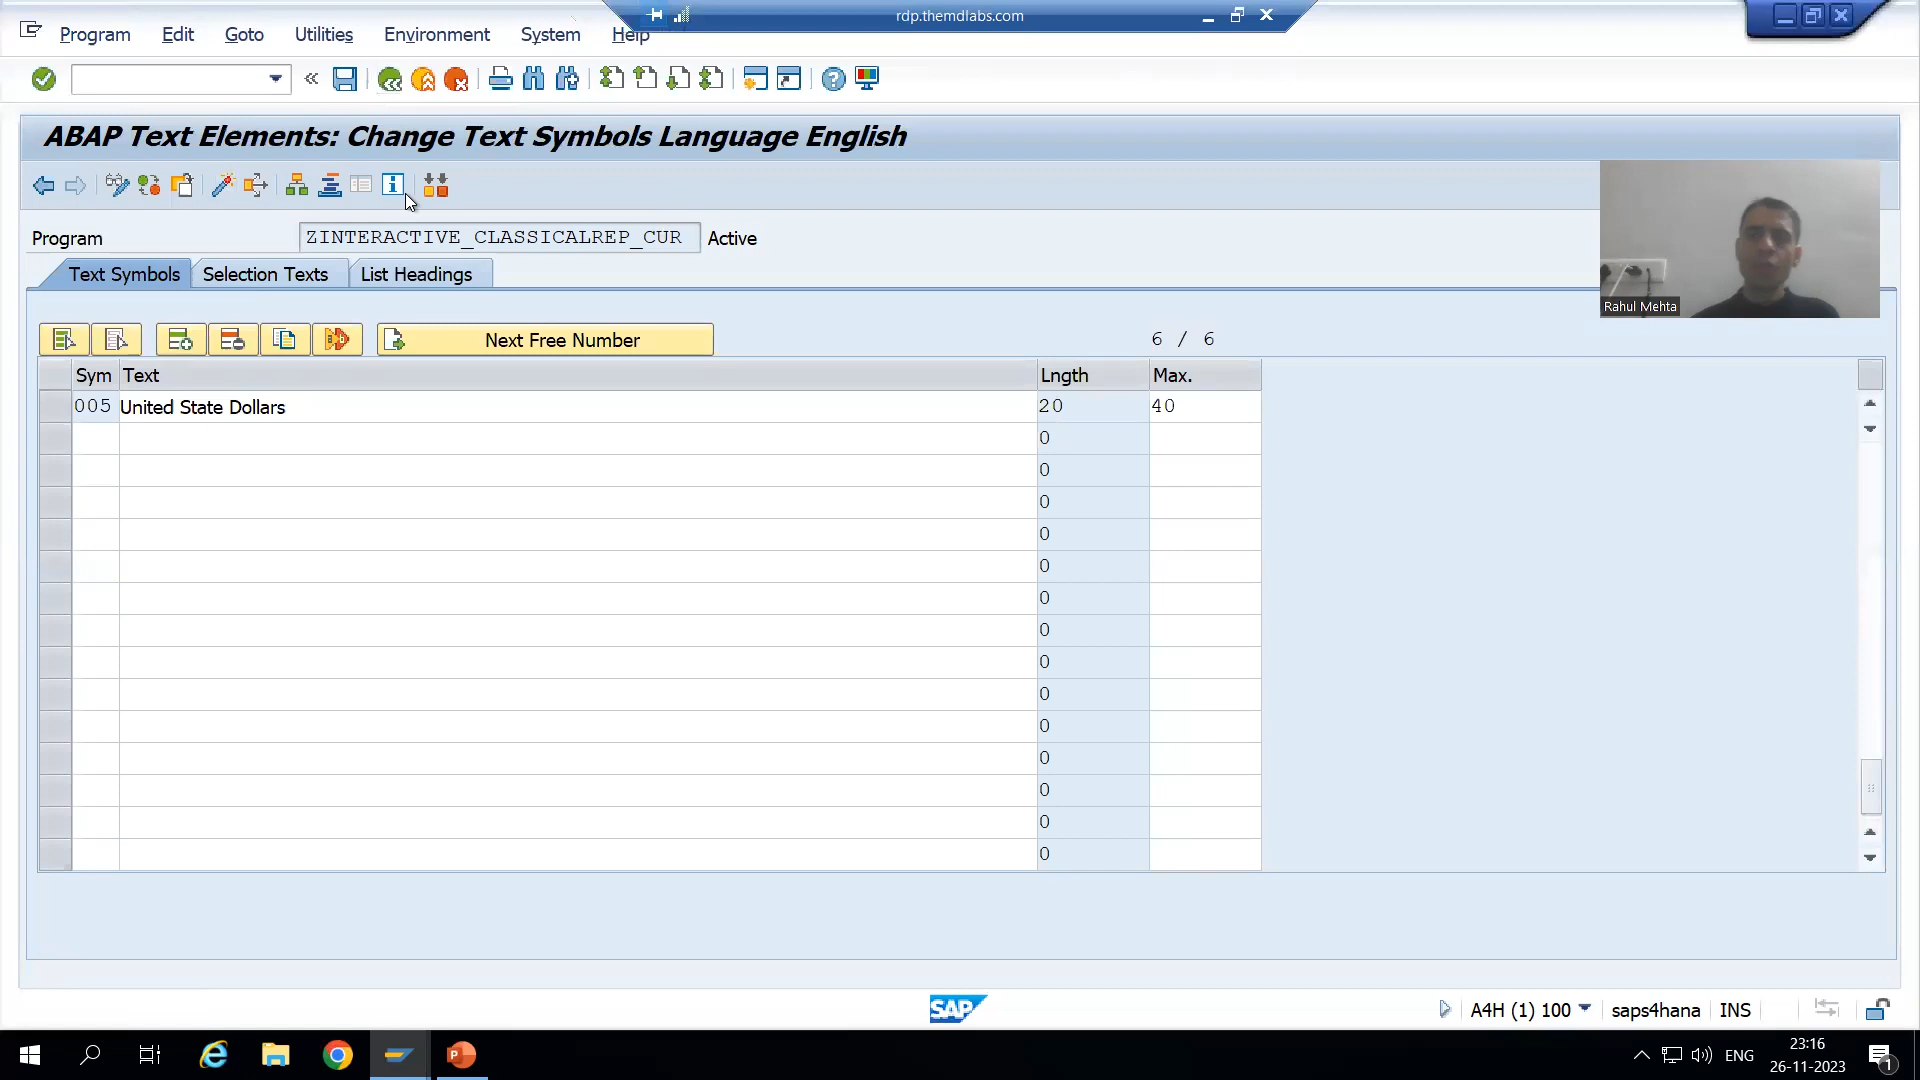 rdp.themdlabs.com
Program Edit Goto Utilities Environment System Help
ABAP Text Elements: Change Text Symbols Language English
Program ZINTERACTIVE_CLASSICALREP_CUR Active
Rahul Mehta
Text Symbols Selection Texts List Headings
Next Free Number 6 / 6
Sym Text Lngth Max.
005 United State Dollars 20 40
0
0
0
0
0
0
0
0
0
0
0
0
0
0
SAP A4H (1) 100 saps4hana INS
ENG 23:16
26-11-2023
1